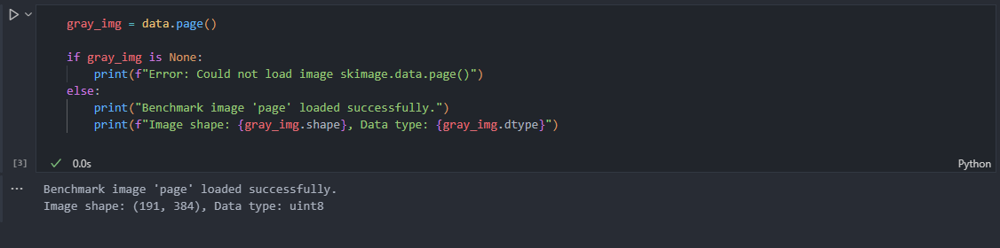 gray_img = data.page()
if gray_img is None:
    print(f"Error: Could not load image skimage.data.page()")
else:
    print("Benchmark image 'page' loaded successfully.")
    print(f"Image shape: {gray_img.shape}, Data type: {gray_img.dtype}")
[3] 0.0s Python
Benchmark image 'page' loaded successfully.
Image shape: (191, 384), Data type: uint8